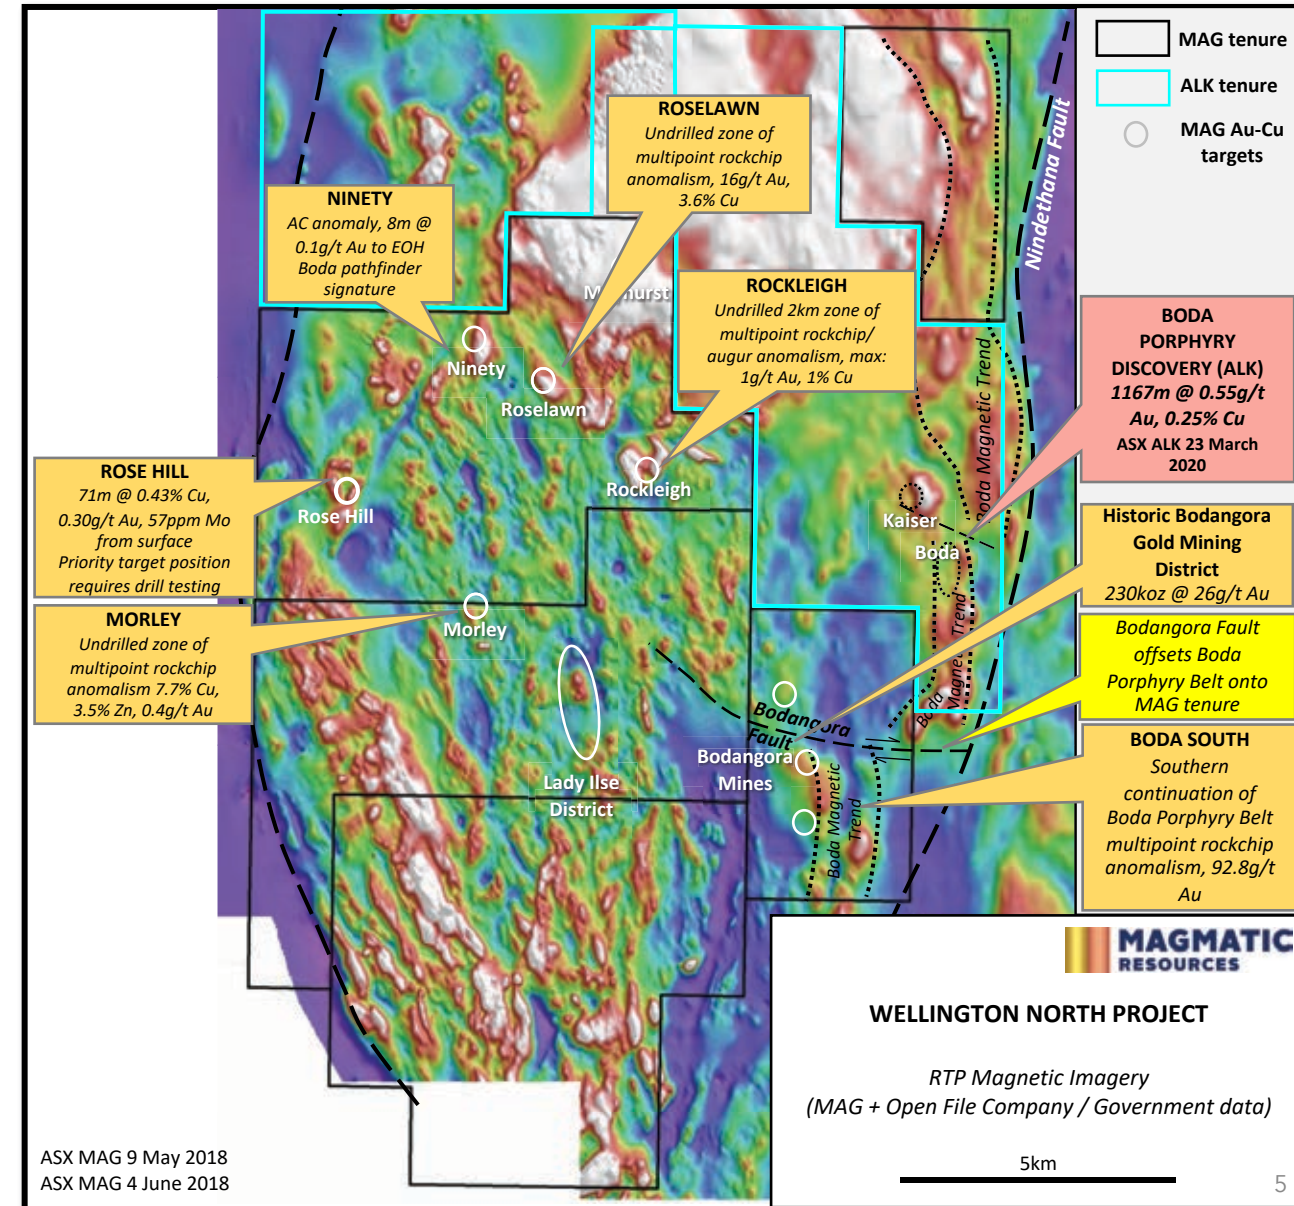 MAG tenure
ALK tenure
MAG Au-Cu
targets
Nindethana Fault
ROSELAWN
Undrilled zone of
multipoint rockchip
anomalism, 16g/t Au,
3.6% Cu
NINETY
AC anomaly, 8m @
0.1g/t Au to EOH
Boda pathfinder
signature
ROCKLEIGH
Undrilled 2km zone of
multipoint rockchip/
augur anomalism, max:
1g/t Au, 1% Cu
BODA
PORPHYRY
DISCOVERY (ALK)
1167m @ 0.55g/t
Au, 0.25% Cu
ASX ALK 23 March
2020
Ninety
Roselawn
Rockleigh
Rose Hill
Boda Magnetic Trend
Kaiser
Boda
ROSE HILL
71m @ 0.43% Cu,
0.30g/t Au, 57ppm Mo
from surface
Priority target position
requires drill testing
Historic Bodangora
Gold Mining
District
230koz @ 26g/t Au
MORLEY
Undrilled zone of
multipoint rockchip
anomalism 7.7% Cu,
3.5% Zn, 0.4g/t Au
Morley
Boda
Magnetic Trend
Bodangora Fault
offsets Boda
Porphyry Belt onto
MAG tenure
Bodangora
Fault
Bodangora
Mines
Lady Ilse
District
Boda Magnetic
Trend
BODA SOUTH
Southern
continuation of
Boda Porphyry Belt
multipoint rockchip
anomalism, 92.8g/t
Au
MAGMATIC
RESOURCES
WELLINGTON NORTH PROJECT
RTP Magnetic Imagery
(MAG + Open File Company / Government data)
5km
ASX MAG 9 May 2018
ASX MAG 4 June 2018
5